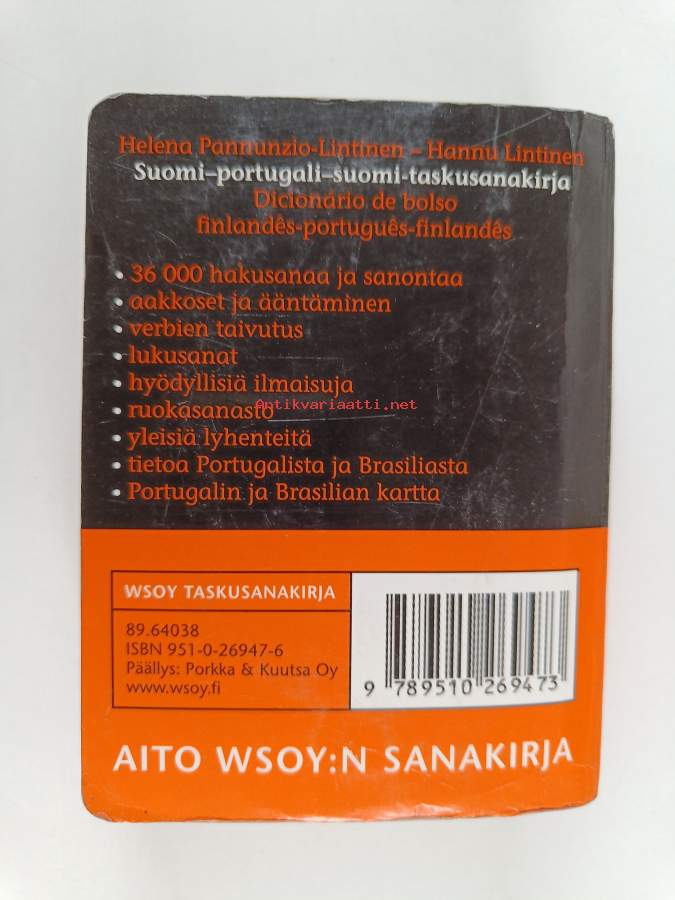 Helena Pannunzio-Lintinen – Hannu Lintinen
Suomi–portugali–suomi-taskusanakirja
Dicionário de bolso
finlandês-português-finlandês
• 36 000 hakusanaa ja sanontaa
• aakkoset ja ääntäminen
• verbien taivutus
• lukusanat
• hyödyllisiä ilmaisuja
Antikvariaatti.net
• ruokasanasto
• yleisiä lyhenteitä
• tietoa Portugalista ja Brasiliasta
• Portugalin ja Brasilian kartta
WSOY TASKUSANAKIRJA
89.64038
ISBN 951-0-26947-6
Päällys: Porkka & Kuutsa Oy
www.wsoy.fi
9 789510 269473
AITO WSOY:N SANAKIRJA